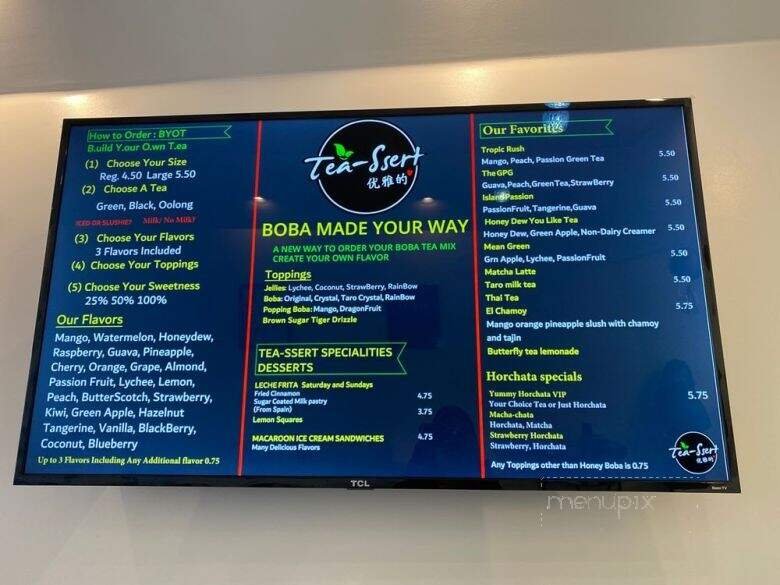 How to Order : BYOT
B.uild Y.our O.wn T.ea
(1) Choose Your Size
Reg. 4.50 Large 5.50
(2) Choose A Tea
Green, Black, Oolong
ICED OR SLUSHIE? Milk/ No Milk?
(3) Choose Your Flavors
3 Flavors Included
(4) Choose Your Toppings
(5) Choose Your Sweetness
25% 50% 100%
Our Flavors
Mango, Watermelon, Honeydew,
Raspberry, Guava, Pineapple,
Cherry, Orange, Grape, Almond,
Passion Fruit, Lychee, Lemon,
Peach, ButterScotch, Strawberry,
Kiwi, Green Apple, Hazelnut
Tangerine, Vanilla, BlackBerry,
Coconut, Blueberry
Up to 3 Flavors Including Any Additional flavor 0.75
Tea-Ssert
优雅的
BOBA MADE YOUR WAY
A NEW WAY TO ORDER YOUR BOBA TEA MIX
CREATE YOUR OWN FLAVOR
Toppings
Jellies: Lychee, Coconut, StrawBerry, RainBow
Boba: Original, Crystal, Taro Crystal, RainBow
Popping Boba: Mango, DragonFruit
Brown Sugar Tiger Drizzle
TEA-SSERT SPECIALITIES
DESSERTS
LECHE FRITA Saturday and Sundays
Fried Cinnamon 4.75
Sugar Coated Milk pastry
(From Spain) 3.75
Lemon Squares
MACAROON ICE CREAM SANDWICHES 4.75
Many Delicious Flavors
Our Favorites
Tropic Rush 5.50
Mango, Peach, Passion Green Tea
The GPG 5.50
Guava,Peach,GreenTea,StrawBerry
Island Passion 5.50
PassionFruit,Tangerine,Guava
Honey Dew You Like Tea 5.50
Honey Dew, Green Apple, Non-Dairy Creamer
Mean Green 5.50
Grn Apple, Lychee, PassionFruit
Matcha Latte 5.50
Taro milk tea
Thai Tea 5.75
El Chamoy
Mango orange pineapple slush with chamoy
and tajin
Butterfly tea lemonade
Horchata specials
Yummy Horchata VIP 5.75
Your Choice Tea or Just Horchata
Macha-chata
Horchata, Matcha
Strawberry Horchata
Strawberry, Horchata
Any Toppings other than Honey Boba is 0.75
Tea-Ssert
优雅的
TCL
Roku TV
menupix